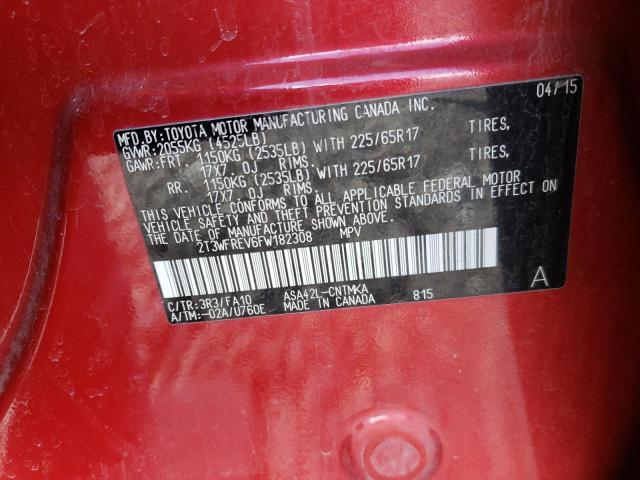 MFD.BY:TOYOTA MOTOR MANUFACTURING CANADA INC. 04/15
GVWR:2055KG (4525LB)
GAWR:FRT. 1150KG (2535LB) WITH 225/65R17 TIRES,
17X7.0J RIMS.
RR. 1150KG (2535LB) WITH 225/65R17 TIRES,
17X7.0J RIMS.
THIS VEHICLE CONFORMS TO ALL APPLICABLE FEDERAL MOTOR
VEHICLE SAFETY AND THEFT PREVENTION STANDARDS IN EFFECT ON
THE DATE OF MANUFACTURE SHOWN ABOVE.
2T3WFREV6FW182308 MPV
C/TR:3R3/FA10 ASA42L-CNTMKA 815 A
A/TM:-02A/U760E MADE IN CANADA